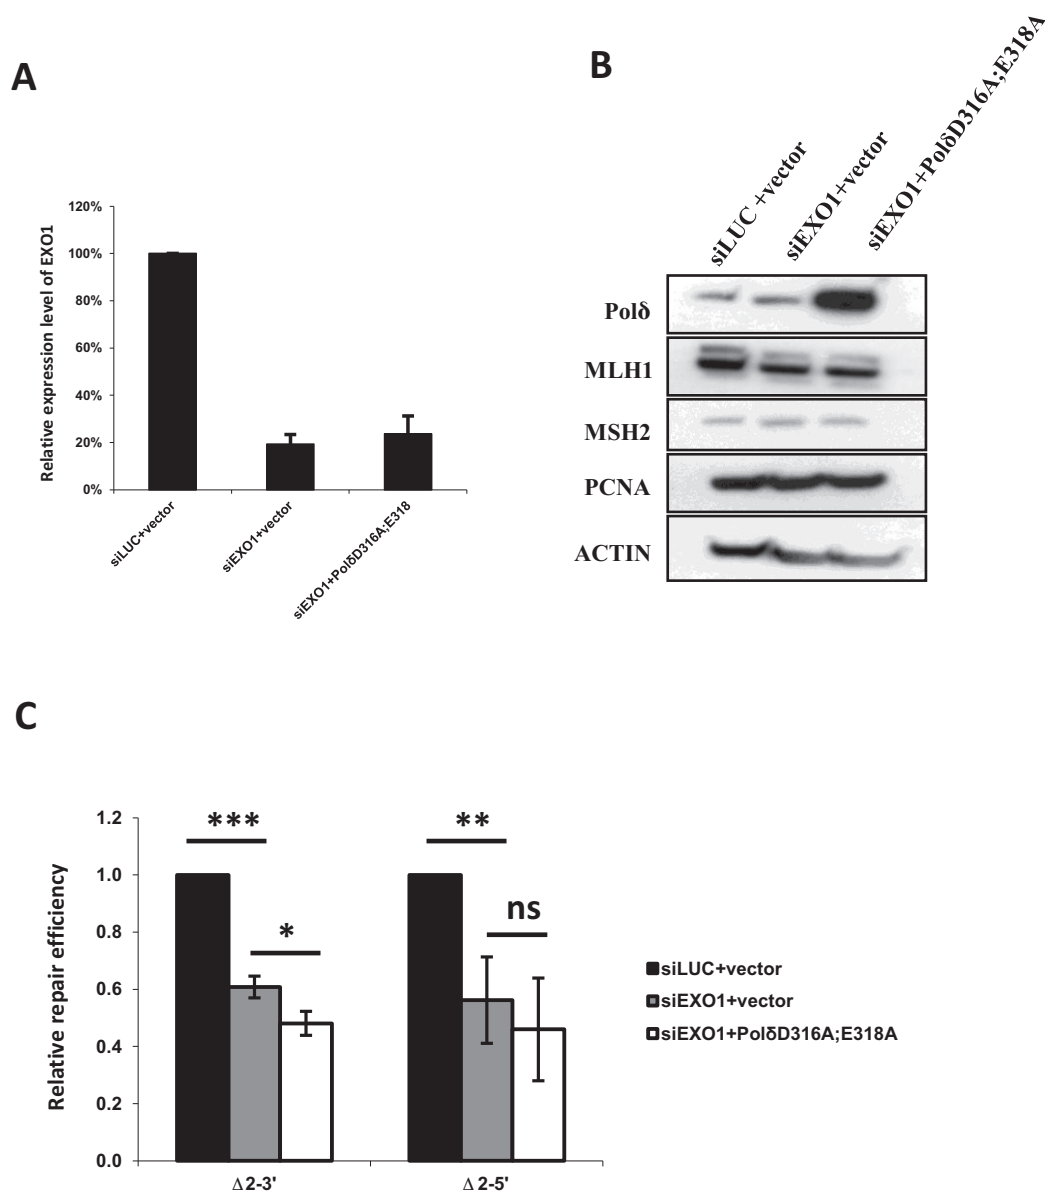 A
Relative expression level of EXO1
120%
100%
80%
60%
40%
20%
0%
siLUC+vector
siEXO1+vector
siEXO1+PolδD316A;E318
B
siLUC +vector
siEXO1+vector
siEXO1+PolδD316A;E318A
Polδ
MLH1
MSH2
PCNA
ACTIN
C
Relative repair efficiency
1.2
1.0
0.8
0.6
0.4
0.2
0.0
***
*
**
ns
Δ2-3'
Δ2-5'
siLUC+vector
siEXO1+vector
siEXO1+PolδD316A;E318A